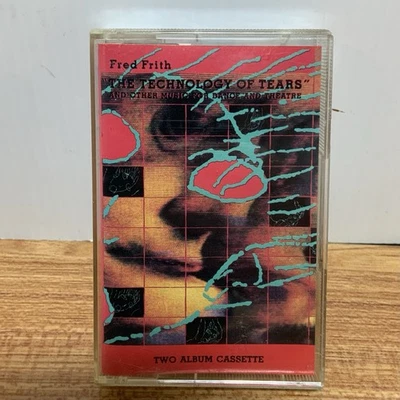 Fred Frith
"THE TECHNOLOGY OF TEARS"
AND OTHER MUSIC FOR DANCE AND THEATRE
TWO ALBUM CASSETTE